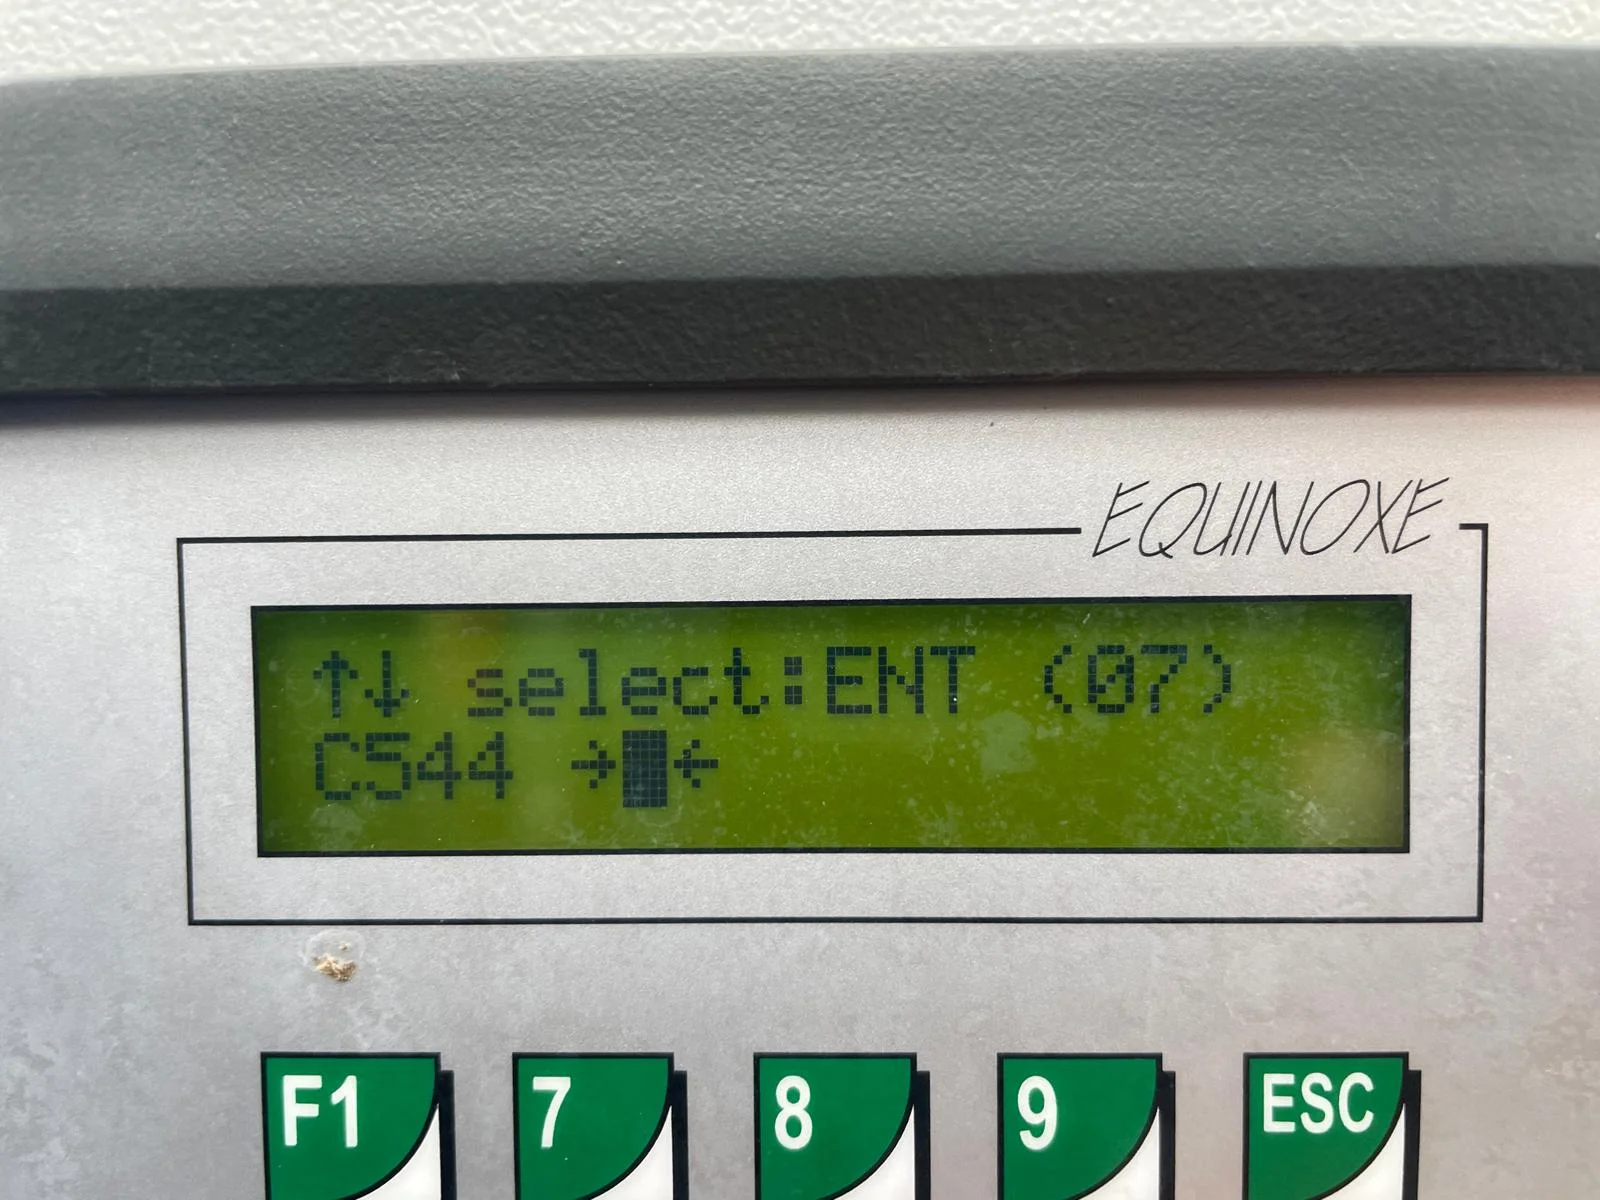 EQUINOXE
↑↓ select:ENT (07)
C544 →█←
F1 7 8 9 ESC